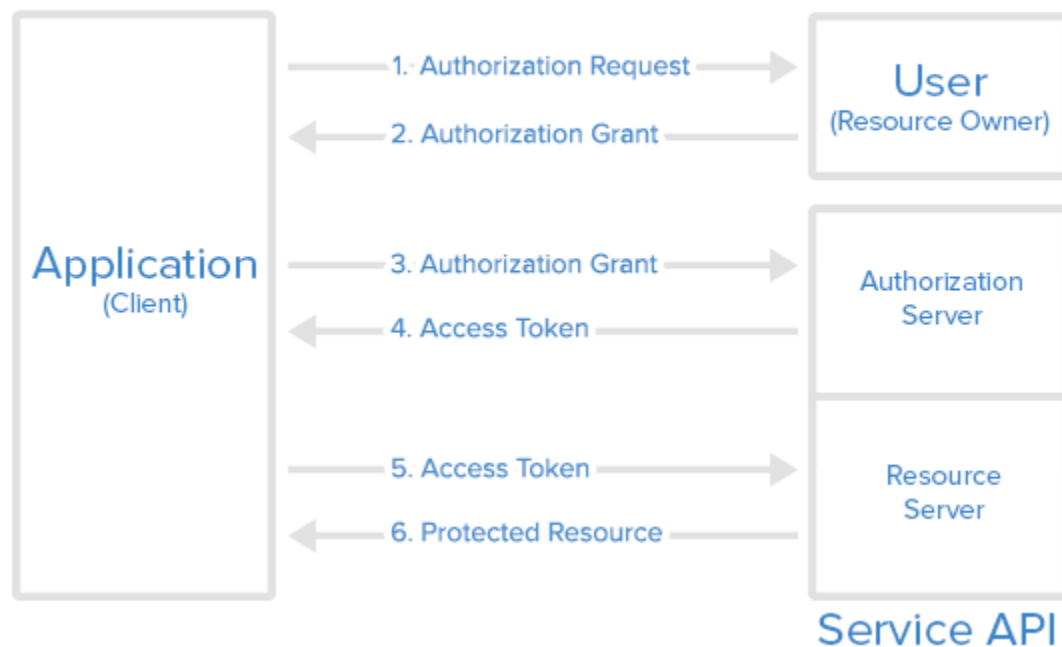 1. Authorization Request
User
(Resource Owner)
2. Authorization Grant
Application
(Client)
3. Authorization Grant
Authorization
Server
4. Access Token
5. Access Token
Resource
Server
6. Protected Resource
Service API